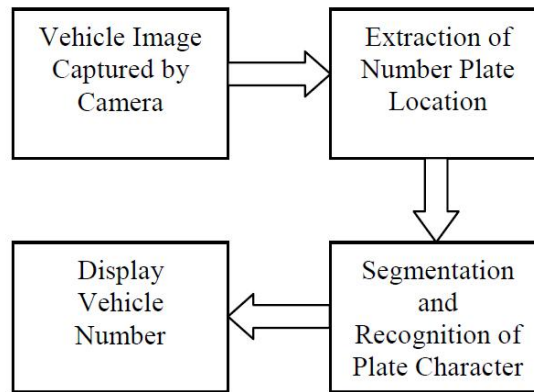 Vehicle Image
Captured by
Camera
Extraction of
Number Plate
Location
Segmentation
and
Recognition of
Plate Character
Display
Vehicle
Number